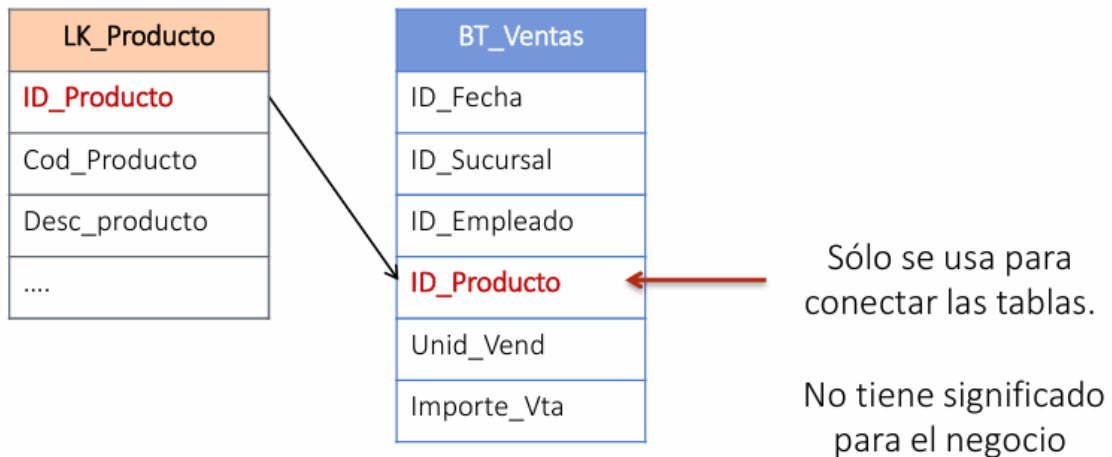 LK_Producto
ID_Producto
Cod_Producto
Desc_producto
....
BT_Ventas
ID_Fecha
ID_Sucursal
ID_Empleado
ID_Producto
Unid_Vend
Importe_Vta
Sólo se usa para
conectar las tablas.
No tiene significado
para el negocio